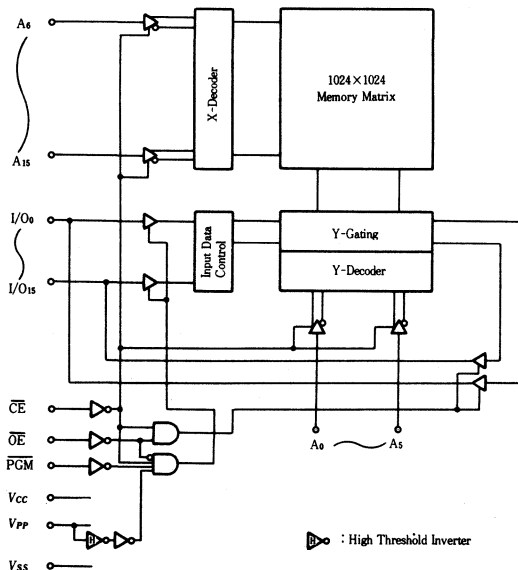 A6
X-Decoder
1024×1024
Memory Matrix
A15
I/O0
Input Data
Control
Y-Gating
Y-Decoder
I/O15
CE
OE
A0
A5
PGM
VCC
VPP
H
H : High Threshold Inverter
VSS